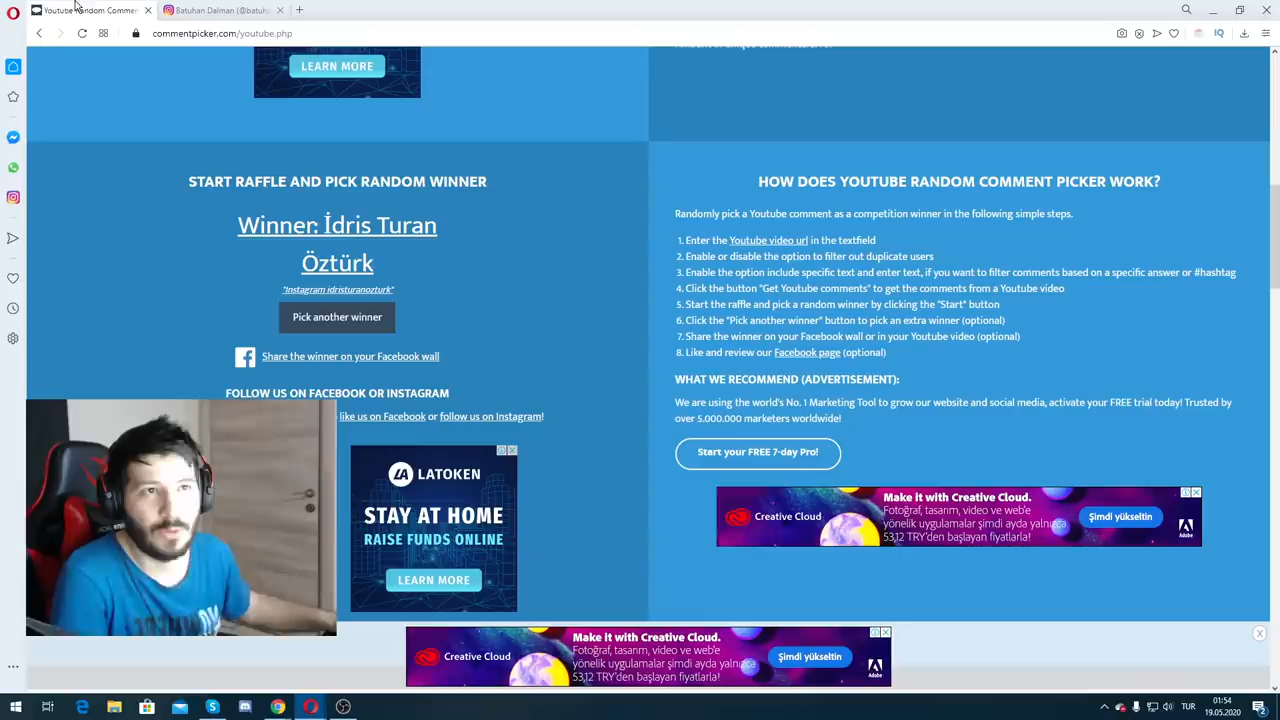 Youtube Random Commen
Batuhan Dalman (@batuh
commentpicker.com/youtube.php
IQ
LEARN MORE
START RAFFLE AND PICK RANDOM WINNER
Winner: İdris Turan
Öztürk
"Instagram idristuranozturk"
Pick another winner
Share the winner on your Facebook wall
FOLLOW US ON FACEBOOK OR INSTAGRAM
like us on Facebook or follow us on Instagram!
LATOKEN
STAY AT HOME
RAISE FUNDS ONLINE
LEARN MORE
HOW DOES YOUTUBE RANDOM COMMENT PICKER WORK?
Randomly pick a Youtube comment as a competition winner in the following simple steps.
1. Enter the Youtube video url in the textfield
2. Enable or disable the option to filter out duplicate users
3. Enable the option include specific text and enter text, if you want to filter comments based on a specific answer or #hashtag
4. Click the button "Get Youtube comments" to get the comments from a Youtube video
5. Start the raffle and pick a random winner by clicking the "Start" button
6. Click the "Pick another winner" button to pick an extra winner (optional)
7. Share the winner on your Facebook wall or in your Youtube video (optional)
8. Like and review our Facebook page (optional)
WHAT WE RECOMMEND (ADVERTISEMENT):
We are using the world's No. 1 Marketing Tool to grow our website and social media, activate your FREE trial today! Trusted by
over 5.000.000 marketers worldwide!
Start your FREE 7-day Pro!
Creative Cloud
Make it with Creative Cloud.
Fotoğraf, tasarım, video ve web'e
yönelik uygulamalar şimdi ayda yalnızca
53,12 TRY'den başlayan fiyatlarla!
Şimdi yükseltin
Adobe
Creative Cloud
Make it with Creative Cloud.
Fotoğraf, tasarım, video ve web'e
yönelik uygulamalar şimdi ayda yalnızca
53,12 TRY'den başlayan fiyatlarla!
Şimdi yükseltin
Adobe
TUR
01:54
19.05.2020
2